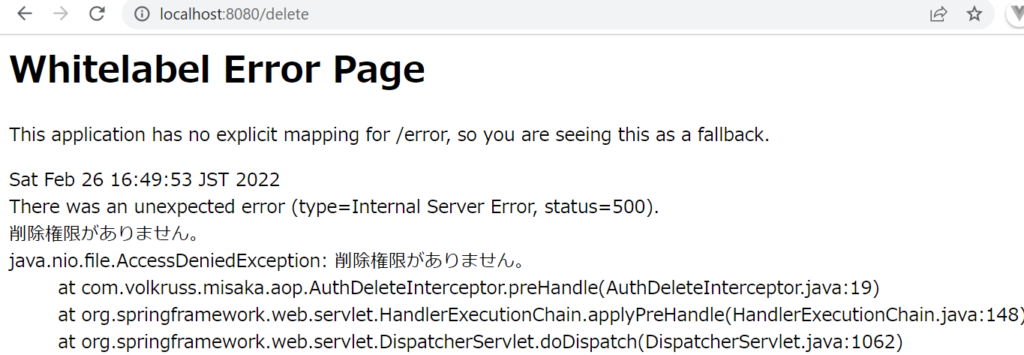 localhost:8080/delete
Whitelabel Error Page
This application has no explicit mapping for /error, so you are seeing this as a fallback.
Sat Feb 26 16:49:53 JST 2022
There was an unexpected error (type=Internal Server Error, status=500).
削除権限がありません。
java.nio.file.AccessDeniedException: 削除権限がありません。
at com.volkruss.misaka.aop.AuthDeleteInterceptor.preHandle(AuthDeleteInterceptor.java:19)
at org.springframework.web.servlet.HandlerExecutionChain.applyPreHandle(HandlerExecutionChain.java:148)
at org.springframework.web.servlet.DispatcherServlet.doDispatch(DispatcherServlet.java:1062)